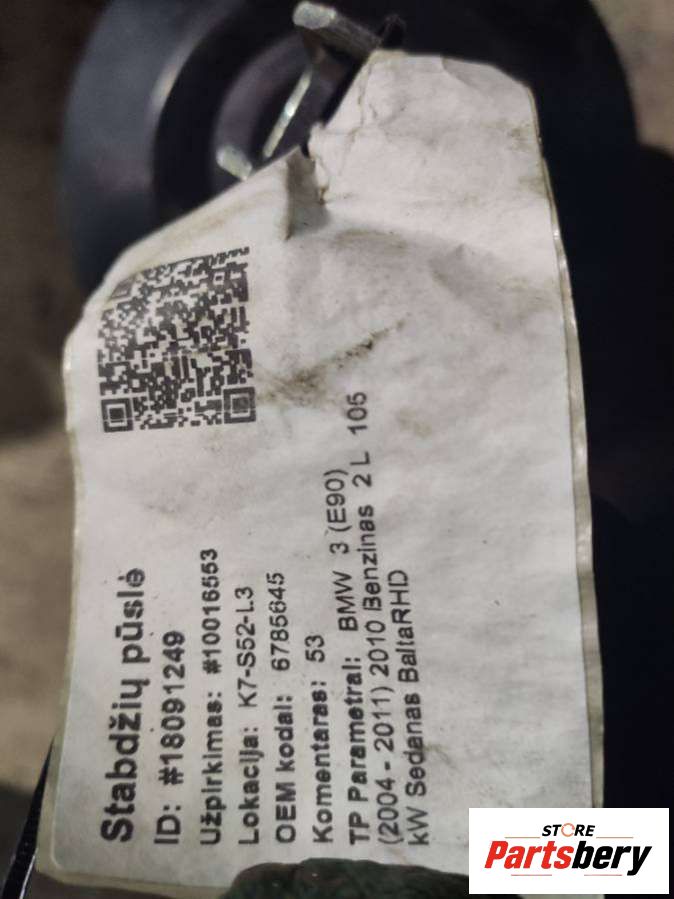 Stabdžių pūslė
ID: #18091249
Užpirkimas: #10016553
Lokacija: K7-S52-L3
OEM kodai: 6785645
Komentaras: 53
TP Parametrai: BMW 3 (E90)
(2004 - 2011) 2010 Benzinas 2 L 105
kW Sedanas BaltaRHD
STORE
Partsbery